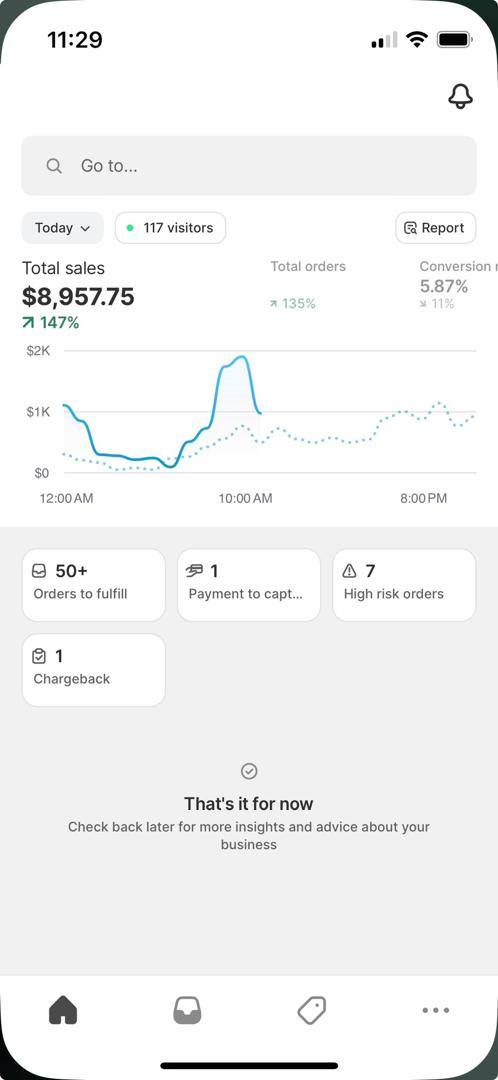 11:29
Go to...
Today
117 visitors
Report
Total sales
Total orders
Conversion
$8,957.75
5.87%
147%
135%
11%
$2K
$1K
$0
12:00 AM
10:00 AM
8:00 PM
50+
Orders to fulfill
1
Payment to capt...
7
High risk orders
1
Chargeback
That's it for now
Check back later for more insights and advice about your
business